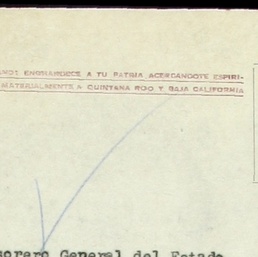 ENGRANDECE A TU PATRIA ACERCANDOTE ESPIRI-
MATERIALMENTE A QUINTANA ROO Y BAJA CALIFORNIA
General del Estado